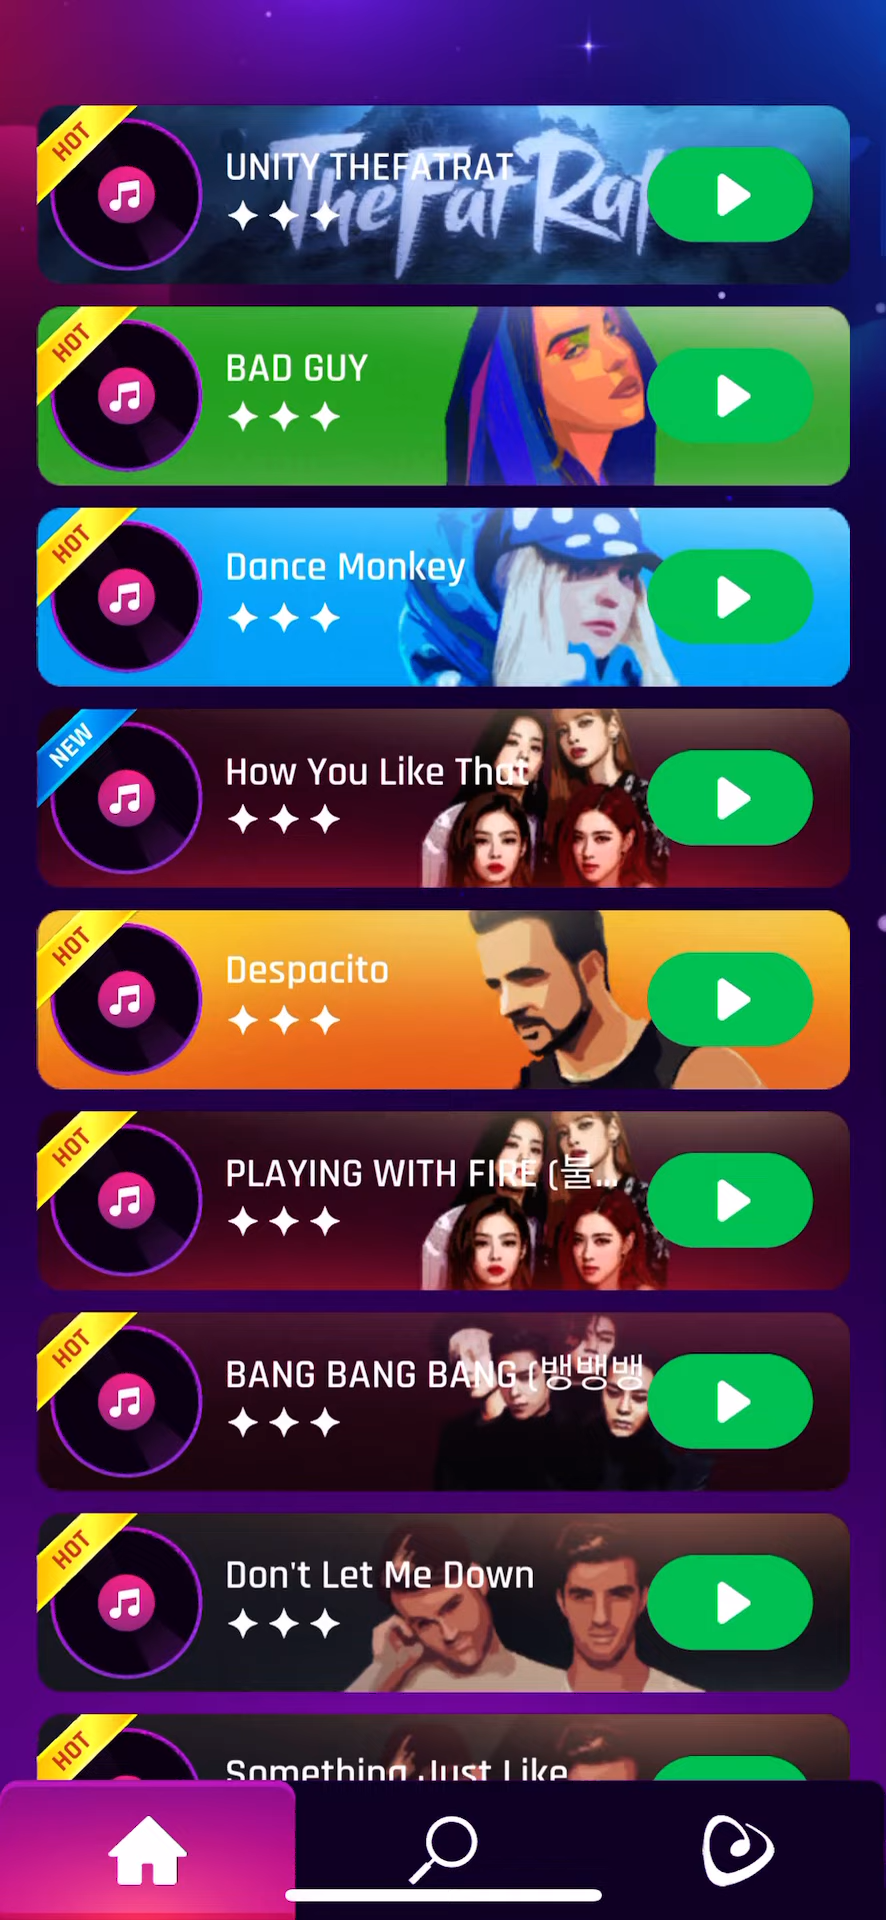 HOT
UNITY THEFATRAT
TheFatRat
HOT
BAD GUY
HOT
Dance Monkey
NEW
How You Like That
HOT
Despacito
HOT
PLAYING WITH FIRE (불...
HOT
BANG BANG BANG (뱅뱅뱅
HOT
Don't Let Me Down
HOT
Something Just Like